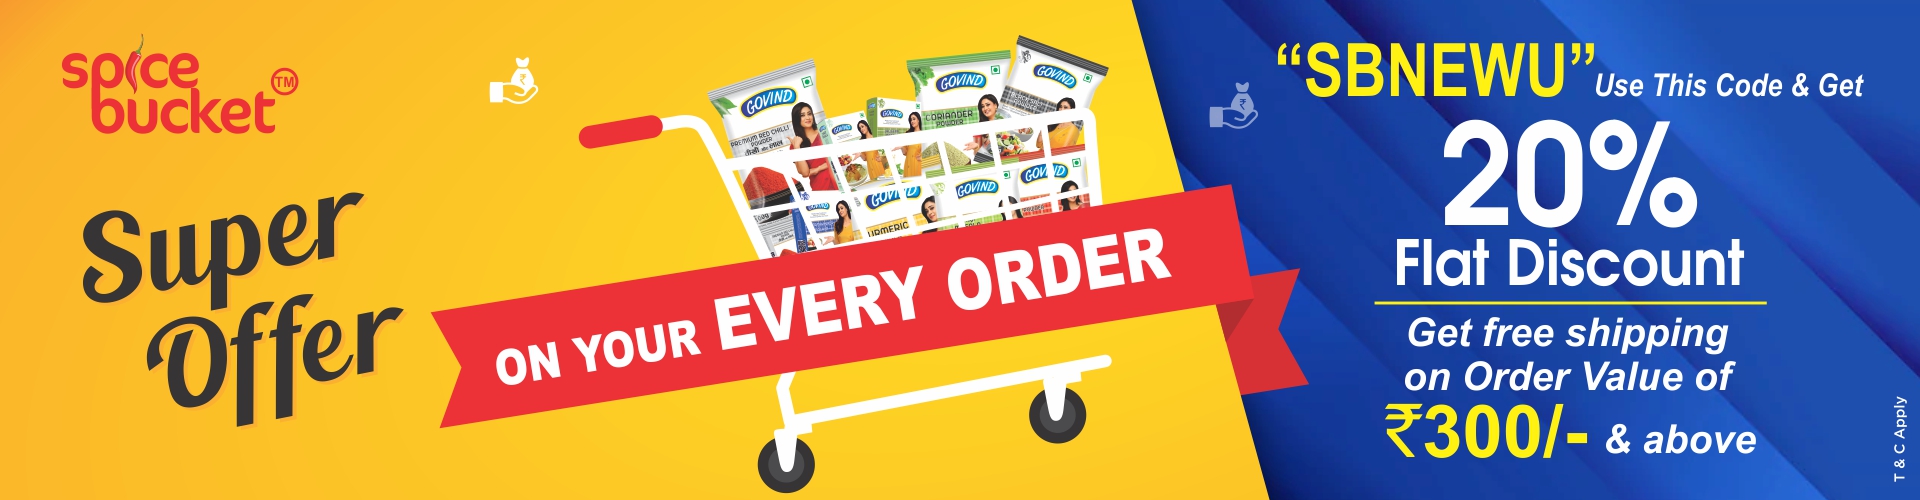 spice
bucket TM
Super
Offer
GOVIND
PREMIUM RED CHILLI
POWDER
GOVIND
GOVIND
CORIANDER
POWDER
GOVIND
POWDER
GOVIND
GOVIND
GOVIND
TURMERIC
ON YOUR EVERY ORDER
“SBNEWU” Use This Code & Get
20%
Flat Discount
Get free shipping
on Order Value of
₹300/- & above
T & C Apply